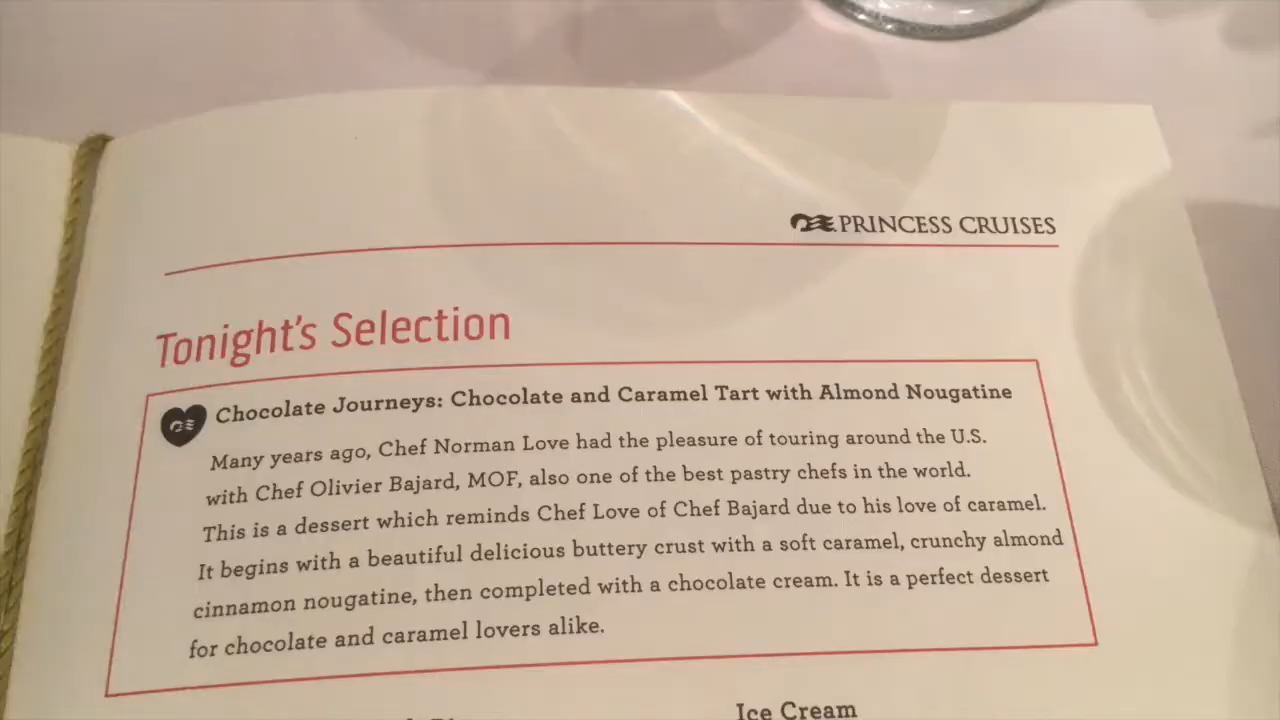 PRINCESS CRUISES
Tonight's Selection
Chocolate Journeys: Chocolate and Caramel Tart with Almond Nougatine
Many years ago, Chef Norman Love had the pleasure of touring around the U.S.
with Chef Olivier Bajard, MOF, also one of the best pastry chefs in the world.
This is a dessert which reminds Chef Love of Chef Bajard due to his love of caramel.
It begins with a beautiful delicious buttery crust with a soft caramel, crunchy almond
cinnamon nougatine, then completed with a chocolate cream. It is a perfect dessert
for chocolate and caramel lovers alike.
Ice Cream